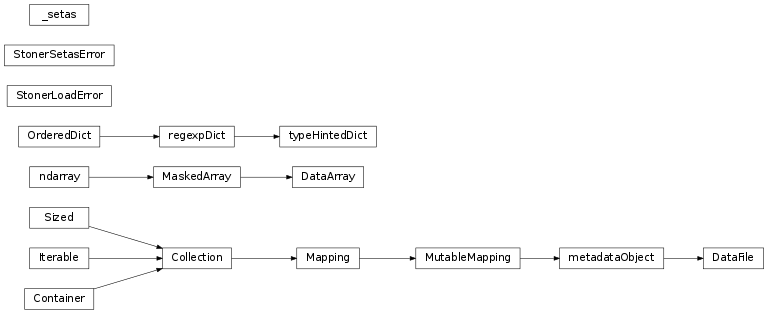 _setas
StonerSetasError
StonerLoadError
OrderedDict
regexpDict
typeHintedDict
ndarray
MaskedArray
DataArray
Sized
Iterable
Collection
Mapping
MutableMapping
metadataObject
DataFile
Container